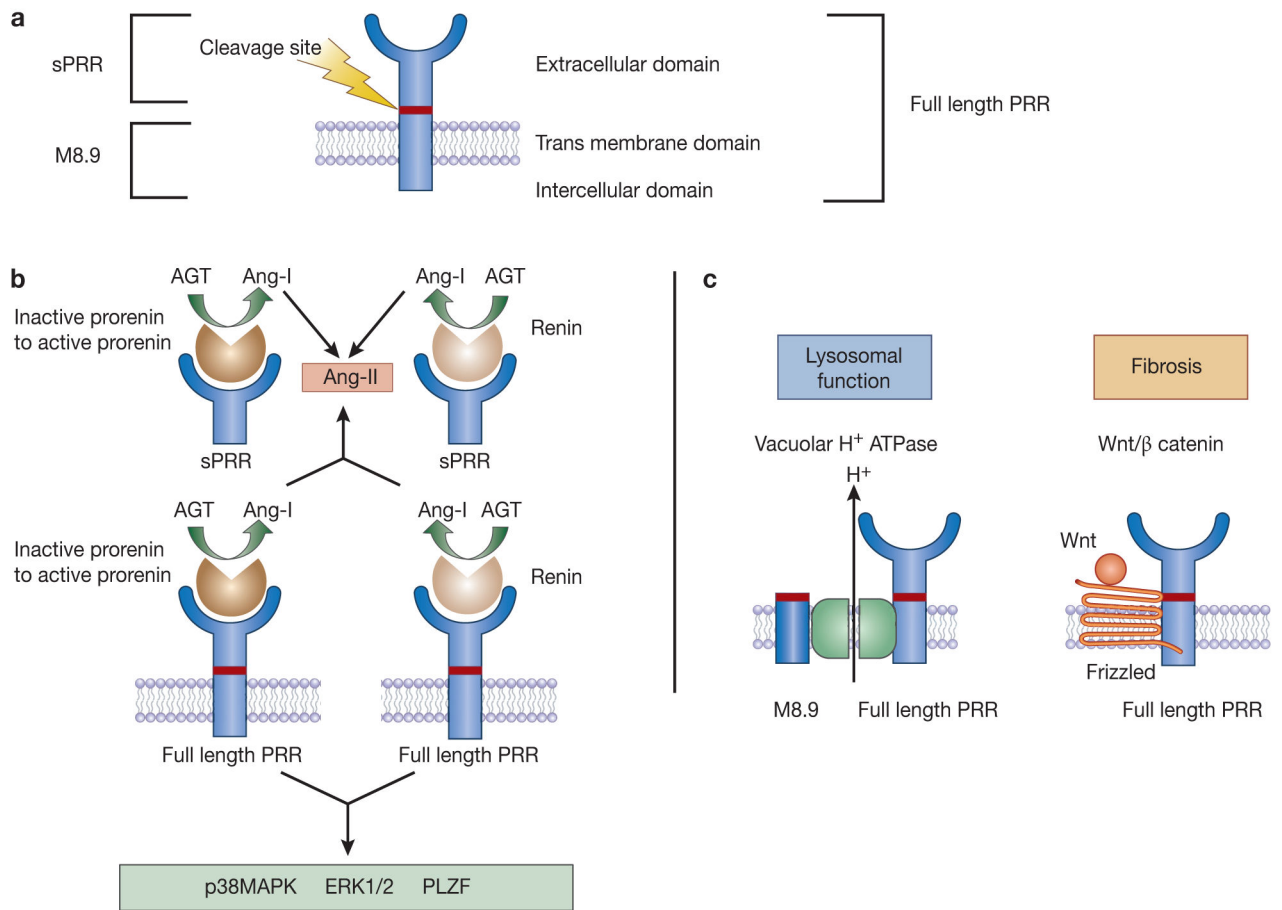 a
sPRR
M8.9
Cleavage site
Extracellular domain
Trans membrane domain
Intercellular domain
Full length PRR
b
AGT
Ang-I
Ang-I
AGT
Inactive prorenin
to active prorenin
Renin
Ang-II
sPRR
sPRR
AGT
Ang-I
Ang-I
AGT
Inactive prorenin
to active prorenin
Renin
Full length PRR
Full length PRR
p38MAPK ERK1/2 PLZF
c
Lysosomal
function
Vacuolar H⁺ ATPase
H⁺
M8.9
Full length PRR
Fibrosis
Wnt/β catenin
Wnt
Frizzled
Full length PRR